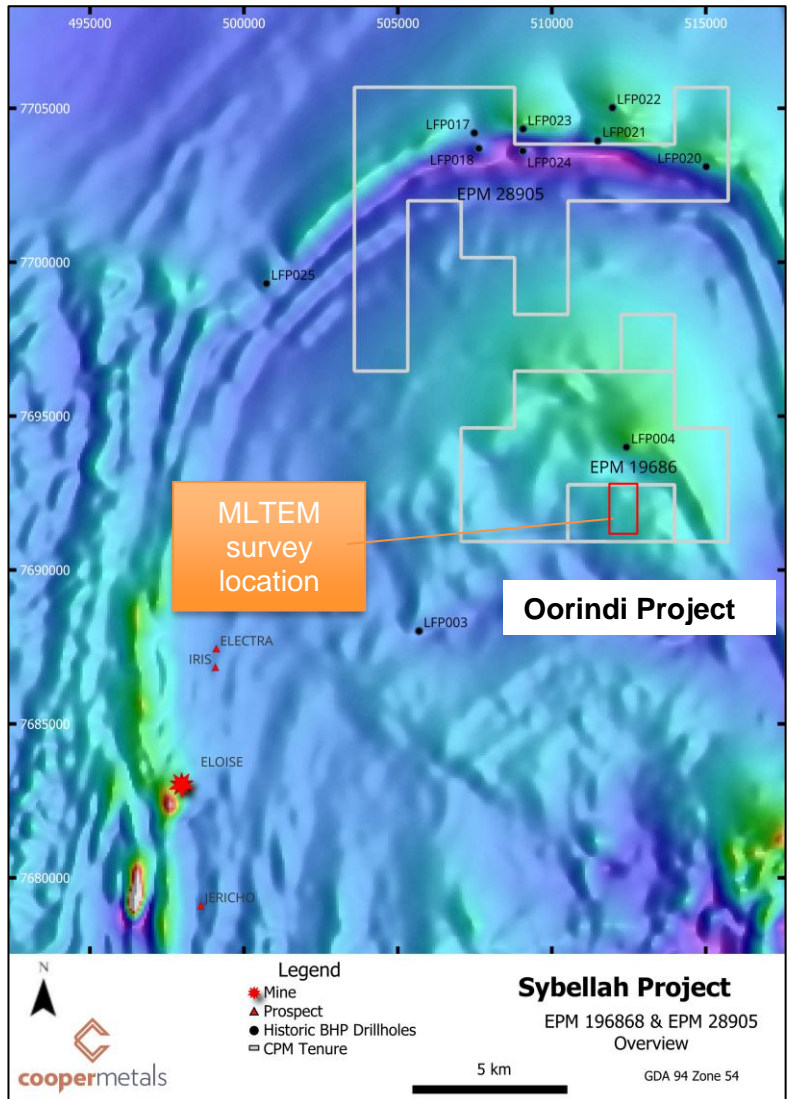 495000
500000
505000
510000
515000
7705000
LFP022
LFP017
LFP023
LFP021
LFP018
LFP024
LFP020
EPM 28905
7700000
LFP025
7695000
LFP004
EPM 19686
MLTEM
survey
location
7690000
Oorindi Project
LFP003
ELECTRA
IRIS
7685000
ELOISE
7680000
JERICHO
N
Legend
Mine
Prospect
Historic BHP Drillholes
CPM Tenure
coopermetals
Sybellah Project
EPM 196868 & EPM 28905
Overview
5 km
GDA 94 Zone 54